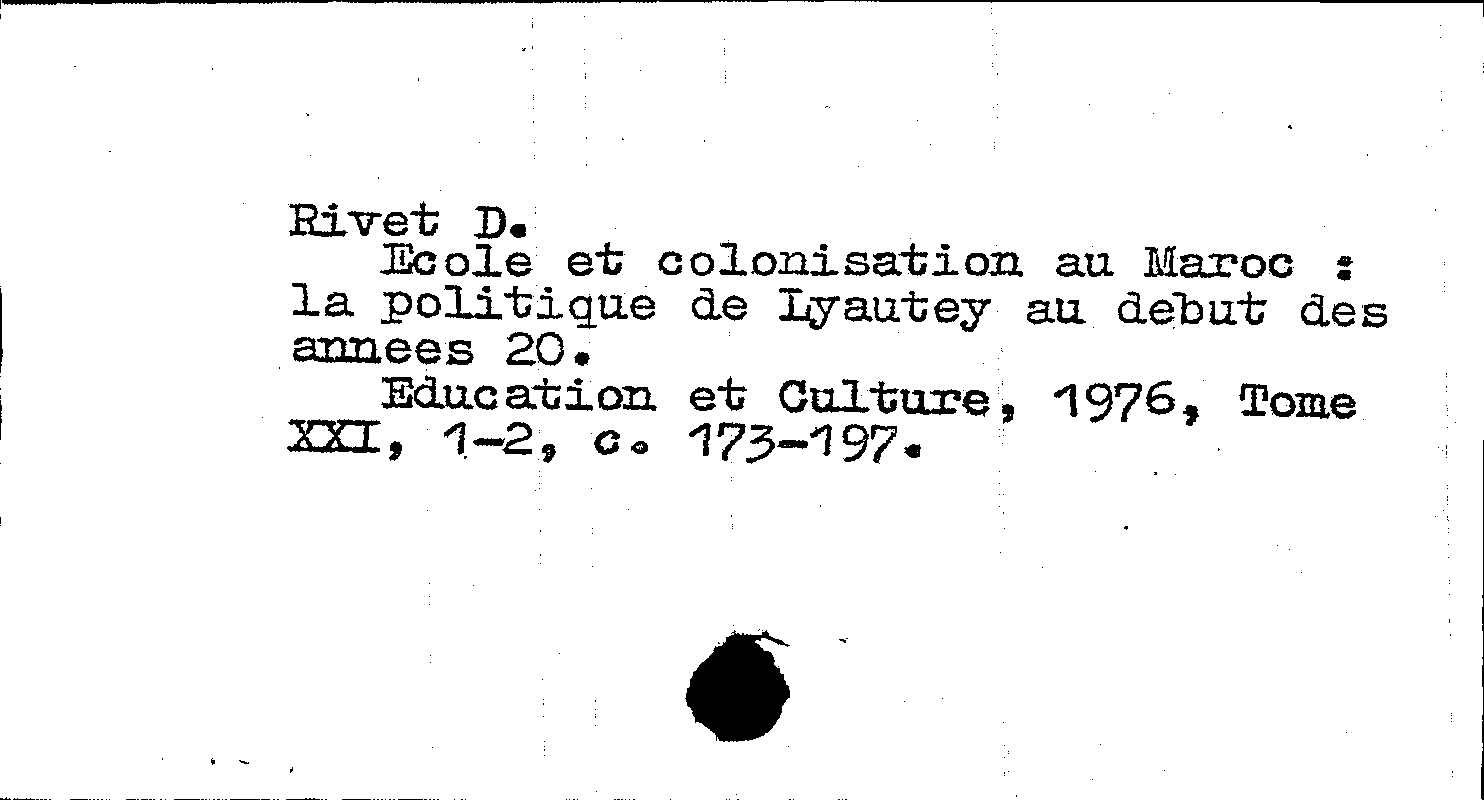 Rivet D.
Ecole et colonisation au Maroc :
la politique de Lyautey au debut des
annees 20.
Education et Culture, 1976, Tome
XXI, 1-2, c. 173-197.